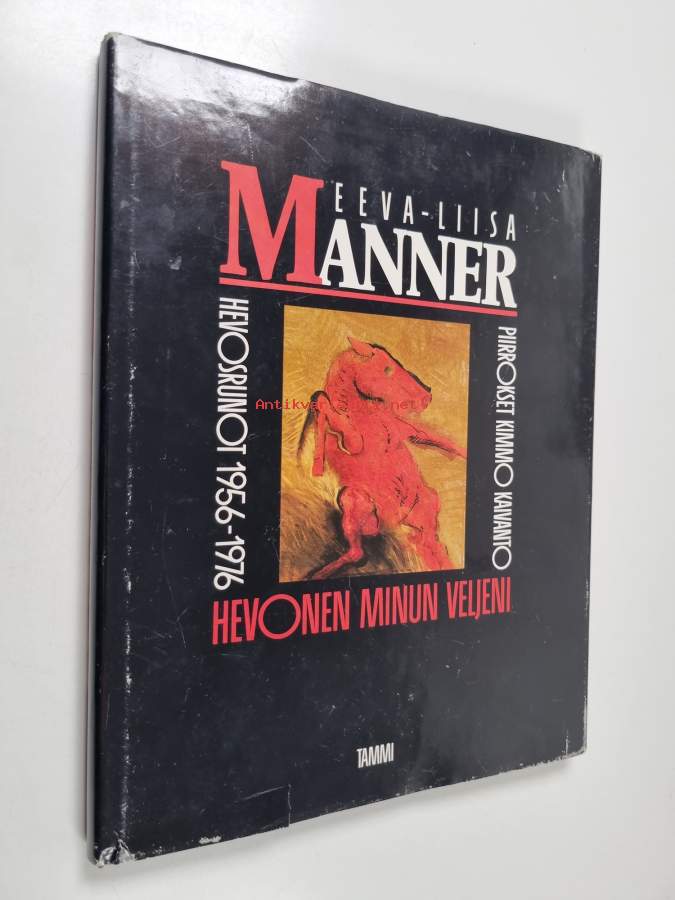 EEVA-LIISA
MANNER
HEVOSRUNOT 1956-1976
PIIRROKSET KIMMO KAIVANTO
HEVONEN MINUN VELJENI
TAMMI